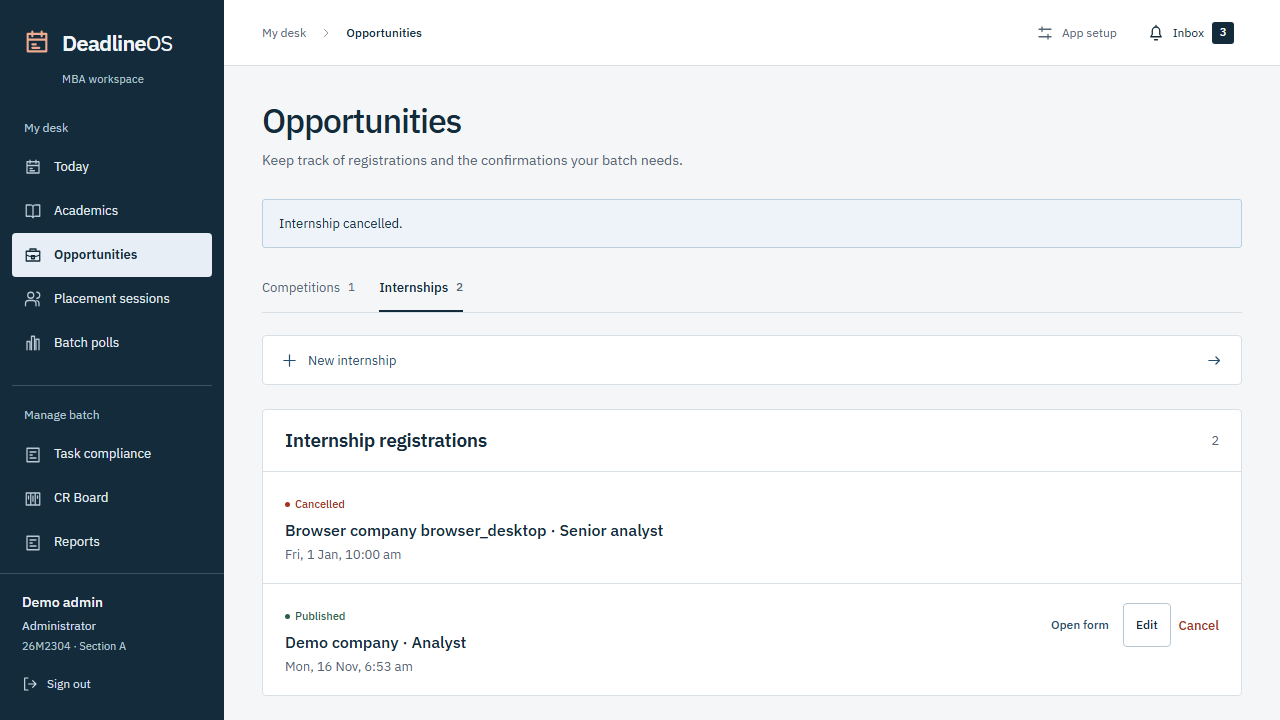 DeadlineOS
MBA workspace
My desk
Today
Academics
Opportunities
Placement sessions
Batch polls
Manage batch
Task compliance
CR Board
Reports
Demo admin
Administrator
26M2304 · Section A
Sign out
My desk
Opportunities
App setup
Inbox 3
Opportunities
Keep track of registrations and the confirmations your batch needs.
Internship cancelled.
Competitions 1
Internships 2
New internship
Internship registrations
2
Cancelled
Browser company browser_desktop · Senior analyst
Fri, 1 Jan, 10:00 am
Published
Demo company · Analyst
Mon, 16 Nov, 6:53 am
Open form
Edit
Cancel